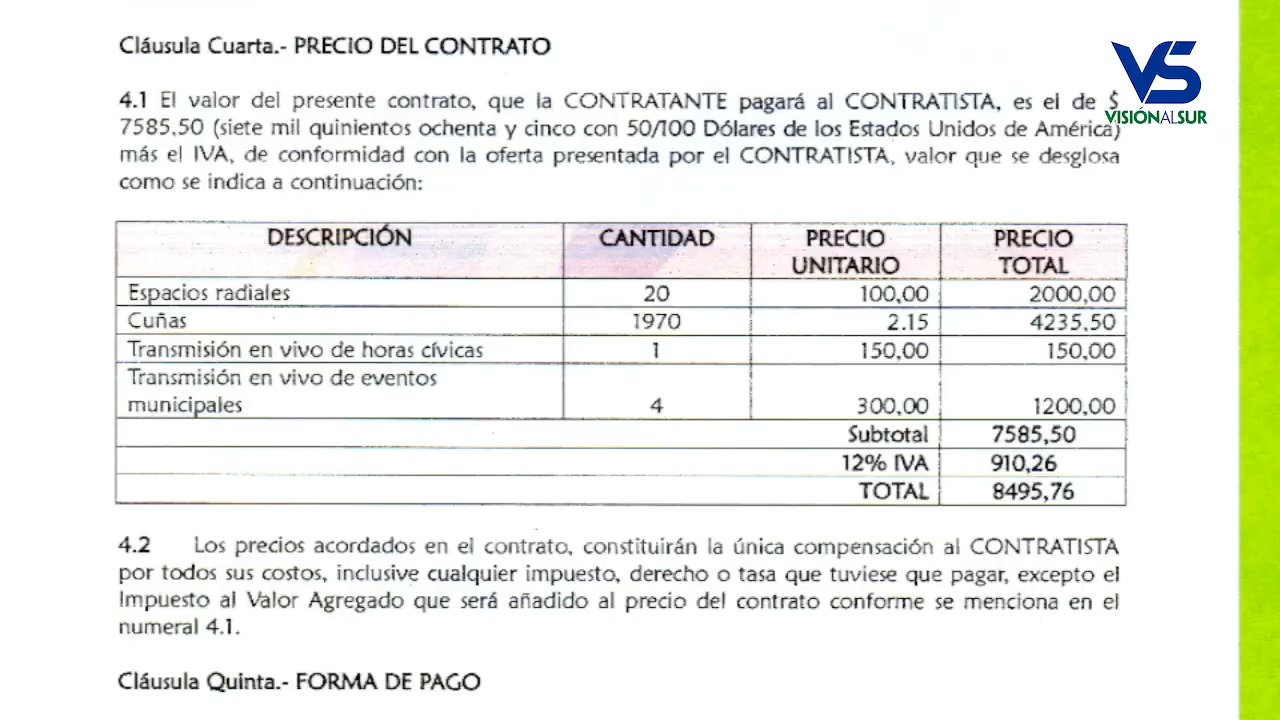 Cláusula Cuarta.- PRECIO DEL CONTRATO
VISIÓNALSUR
4.1 El valor del presente contrato, que la CONTRATANTE pagará al CONTRATISTA, es el de $
7585,50 (siete mil quinientos ochenta y cinco con 50/100 Dólares de los Estados Unidos de América)
más el IVA, de conformidad con la oferta presentada por el CONTRATISTA, valor que se desglosa
como se indica a continuación:
DESCRIPCIÓN CANTIDAD PRECIO UNITARIO PRECIO TOTAL
Espacios radiales 20 100,00 2000,00
Cuñas 1970 2.15 4235,50
Transmisión en vivo de horas cívicas 1 150,00 150,00
Transmisión en vivo de eventos
municipales 4 300,00 1200,00
Subtotal 7585,50
12% IVA 910,26
TOTAL 8495,76
4.2 Los precios acordados en el contrato, constituirán la única compensación al CONTRATISTA
por todos sus costos, inclusive cualquier impuesto, derecho o tasa que tuviese que pagar, excepto el
Impuesto al Valor Agregado que será añadido al precio del contrato conforme se menciona en el
numeral 4.1.
Cláusula Quinta.- FORMA DE PAGO